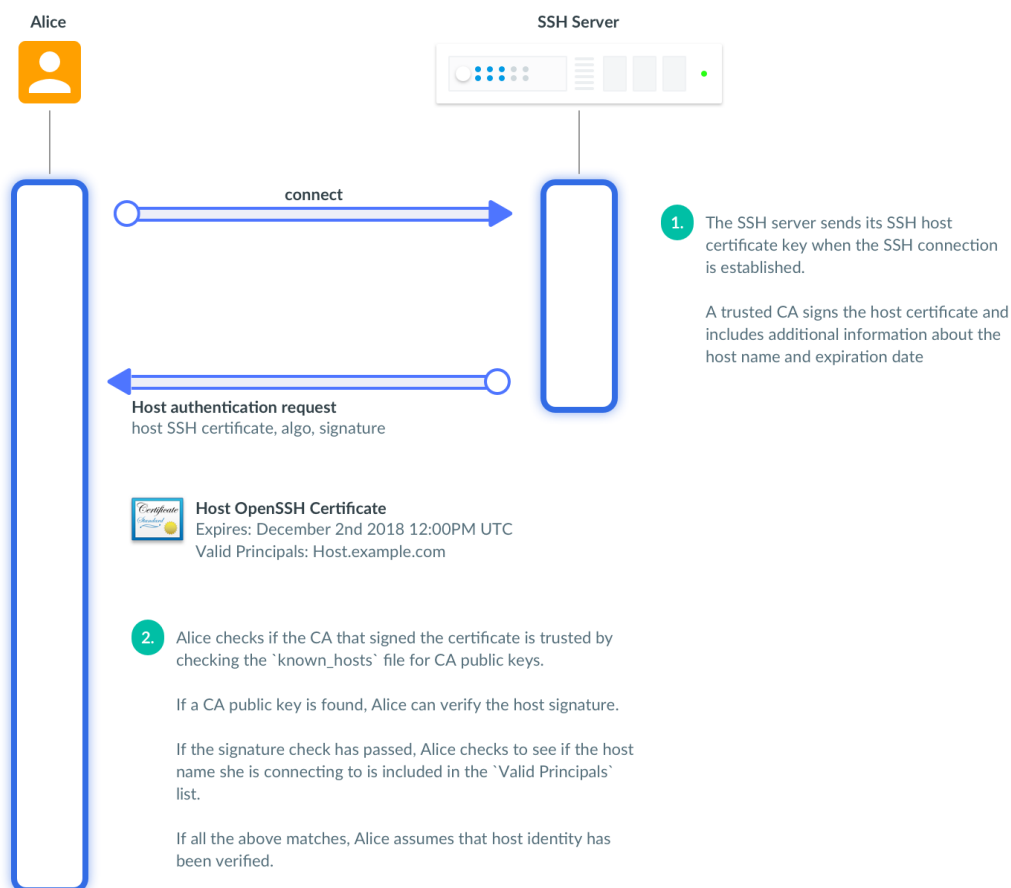 Alice
SSH Server
connect
1.
The SSH server sends its SSH host
certificate key when the SSH connection
is established.
A trusted CA signs the host certificate and
includes additional information about the
host name and expiration date
Host authentication request
host SSH certificate, algo, signature
Certificate
Standard
Host OpenSSH Certificate
Expires: December 2nd 2018 12:00PM UTC
Valid Principals: Host.example.com
2.
Alice checks if the CA that signed the certificate is trusted by
checking the `known_hosts` file for CA public keys.
If a CA public key is found, Alice can verify the host signature.
If the signature check has passed, Alice checks to see if the host
name she is connecting to is included in the `Valid Principals`
list.
If all the above matches, Alice assumes that host identity has
been verified.